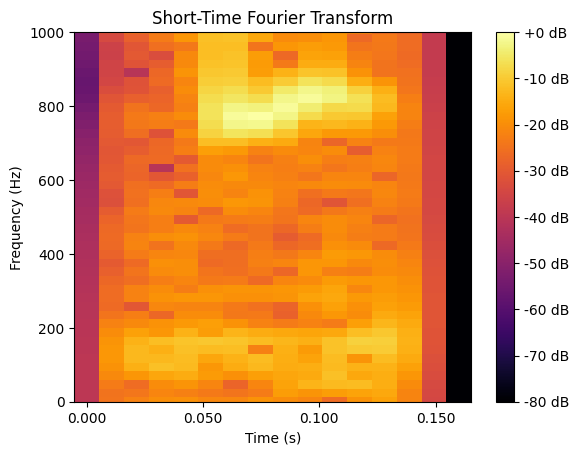 Short-Time Fourier Transform
1000
800
600
400
200
0
Frequency (Hz)
0.000
0.050
0.100
0.150
Time (s)
+0 dB
-10 dB
-20 dB
-30 dB
-40 dB
-50 dB
-60 dB
-70 dB
-80 dB